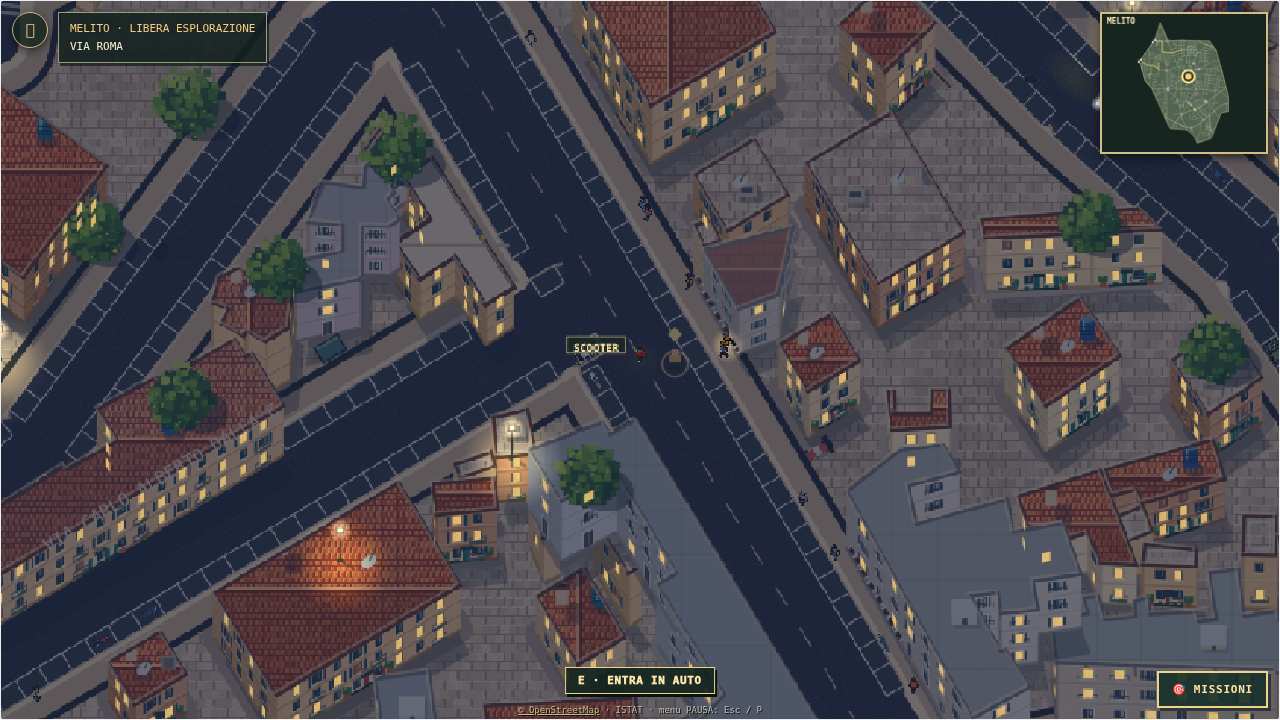 MELITO · LIBERA ESPLORAZIONE
VIA ROMA
MELITO
SCOOTER
E · ENTRA IN AUTO
MISSIONI
© OpenStreetMap · ISTAT · menu PAUSA: Esc / P